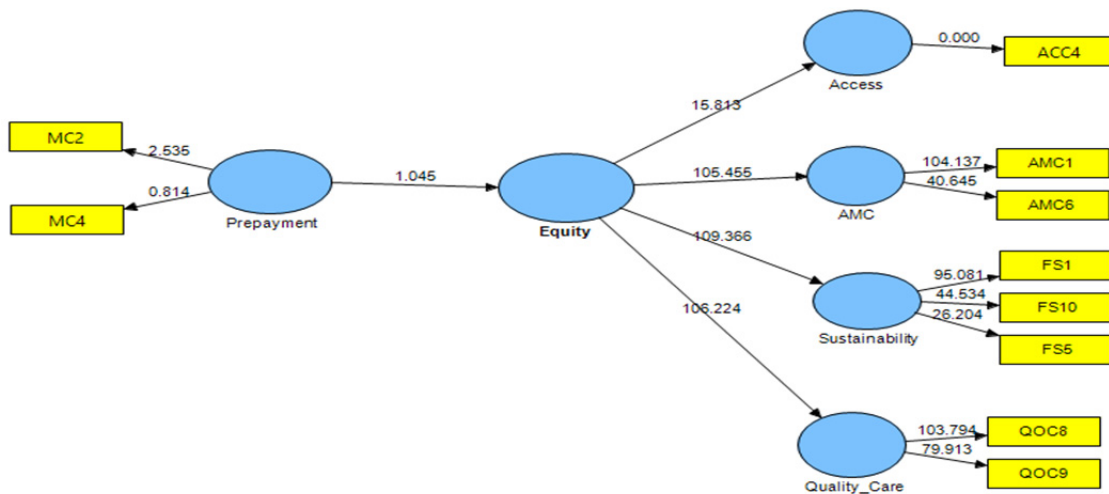 0.000
ACC4
Access
15.813
MC2
2.535
104.137
AMC1
1.045
105.455
40.645
AMC6
0.814
MC4
AMC
Prepayment
Equity
109.366
95.081
FS1
44.534
FS10
106.224
26.204
Sustainability
FS5
103.794
QOC8
79.913
QOC9
Quality_Care